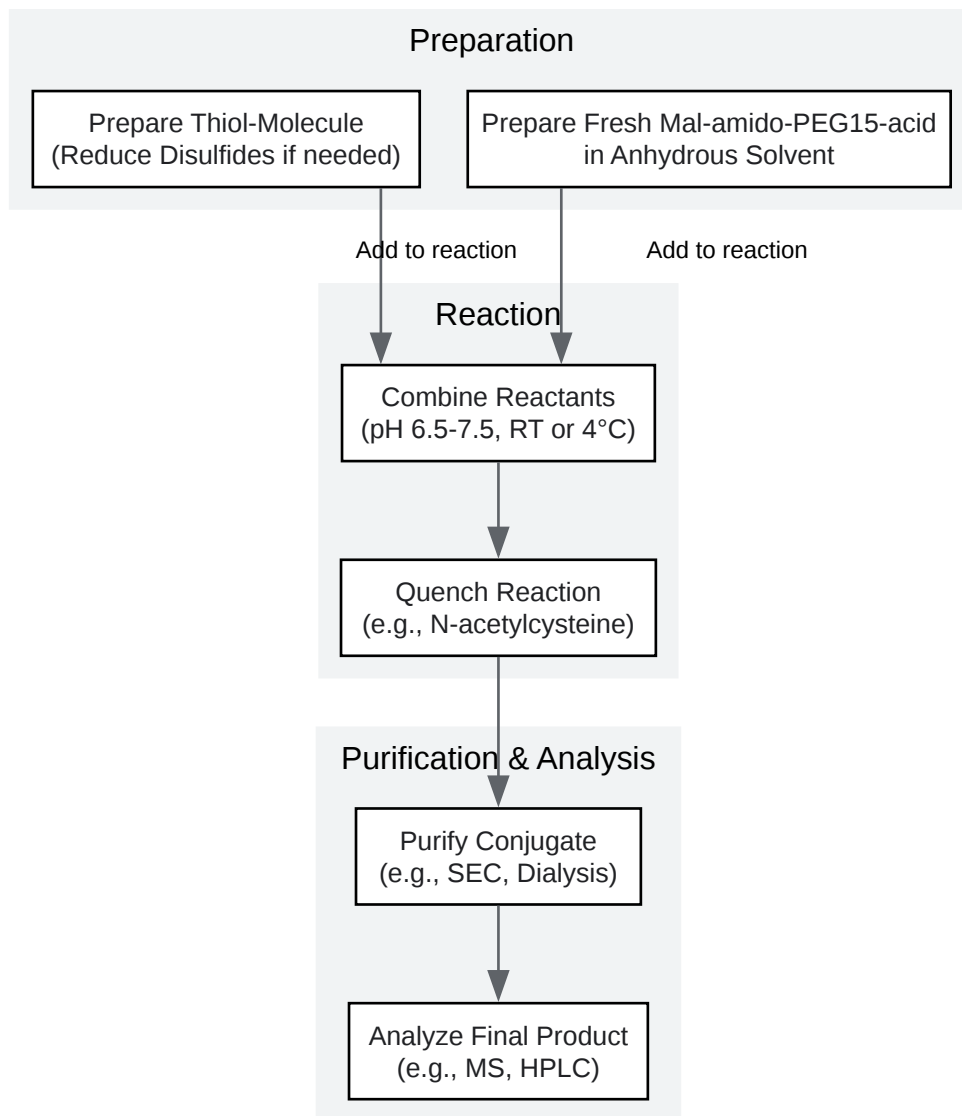 Preparation
Prepare Thiol-Molecule
(Reduce Disulfides if needed)
Prepare Fresh Mal-amido-PEG15-acid
in Anhydrous Solvent
Add to reaction
Add to reaction
Reaction
Combine Reactants
(pH 6.5-7.5, RT or 4°C)
Quench Reaction
(e.g., N-acetylcysteine)
Purification & Analysis
Purify Conjugate
(e.g., SEC, Dialysis)
Analyze Final Product
(e.g., MS, HPLC)